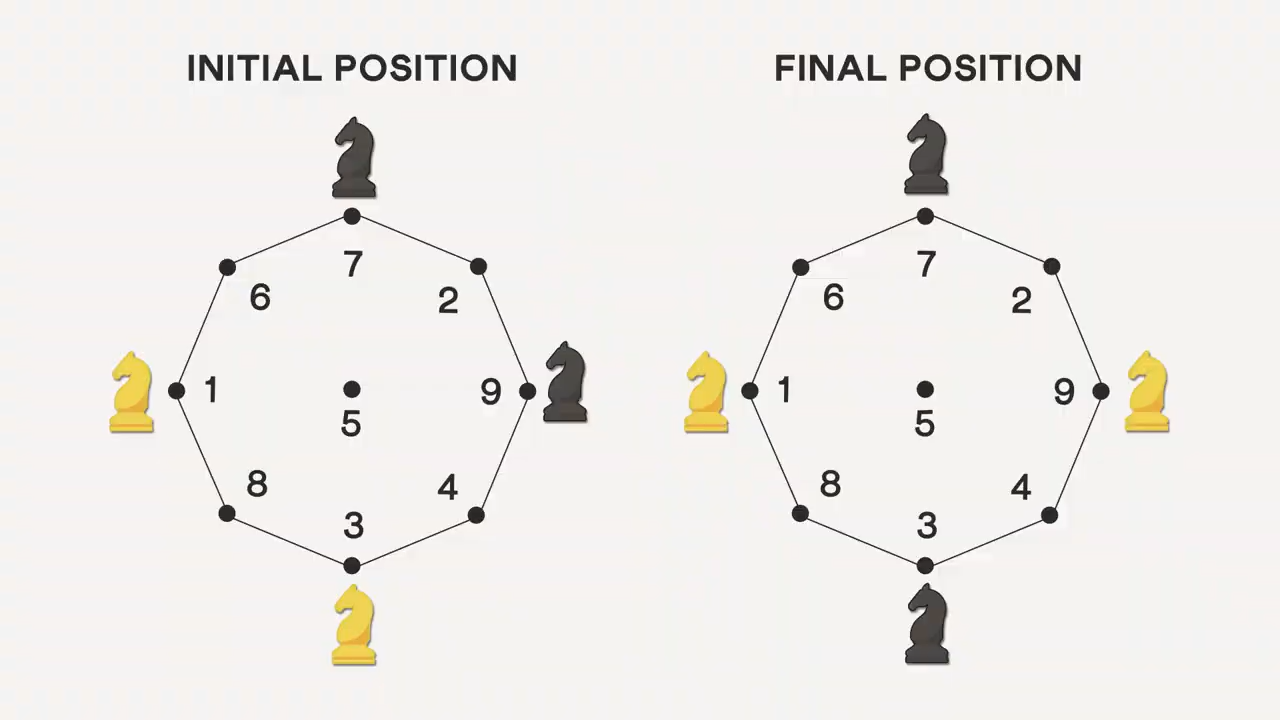 INITIAL POSITION
7
6 2
1 5 9
8 4
3
FINAL POSITION
7
6 2
1 5 9
8 4
3